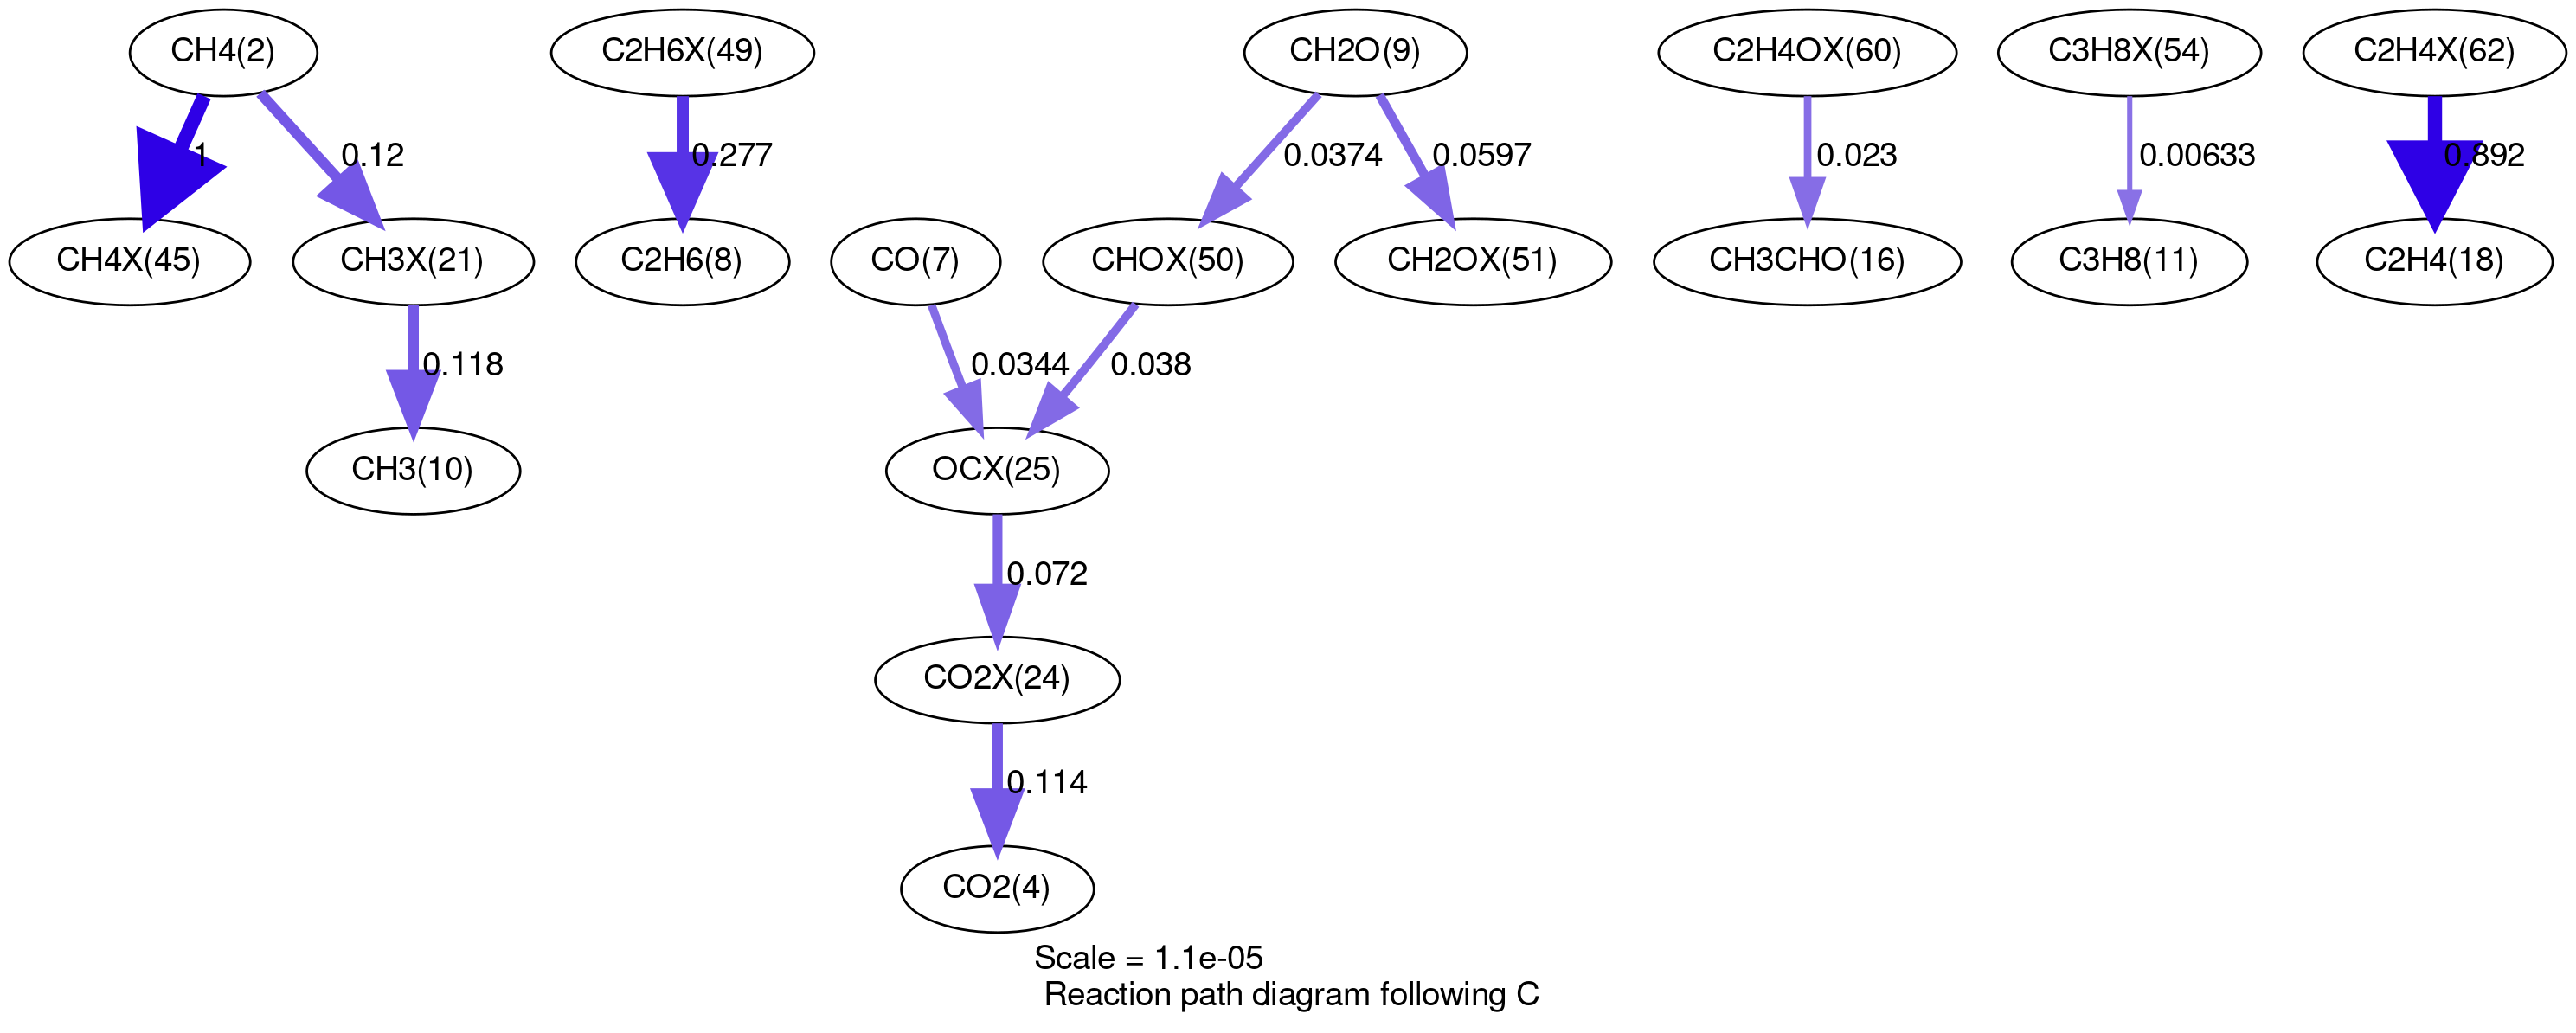 CH4(2)
C2H6X(49)
CH2O(9)
C2H4OX(60)
C3H8X(54)
C2H4X(62)
1
0.12
0.277
0.0374
0.0597
0.023
0.00633
0.892
CH4X(45)
CH3X(21)
C2H6(8)
CO(7)
CHOX(50)
CH2OX(51)
CH3CHO(16)
C3H8(11)
C2H4(18)
0.118
0.0344
0.038
CH3(10)
OCX(25)
0.072
CO2X(24)
0.114
CO2(4)
Scale = 1.1e-05
Reaction path diagram following C